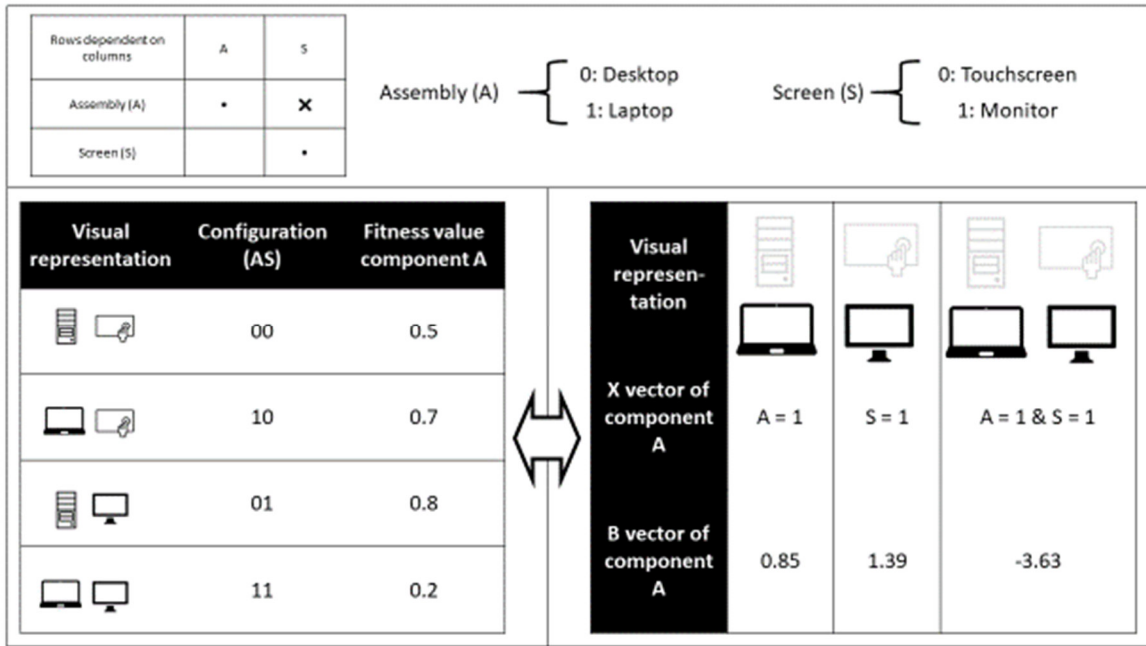 Rows dependent on
columns
A
S
Assembly (A)
•
×
Screen (S)
•
Assembly (A)
0: Desktop
1: Laptop
Screen (S)
0: Touchscreen
1: Monitor
Visual
representation
Configuration
(AS)
Fitness value
component A
00
0.5
10
0.7
01
0.8
11
0.2
Visual
represen-
tation
X vector of
component
A
A = 1
S = 1
A = 1 & S = 1
B vector of
component
A
0.85
1.39
-3.63